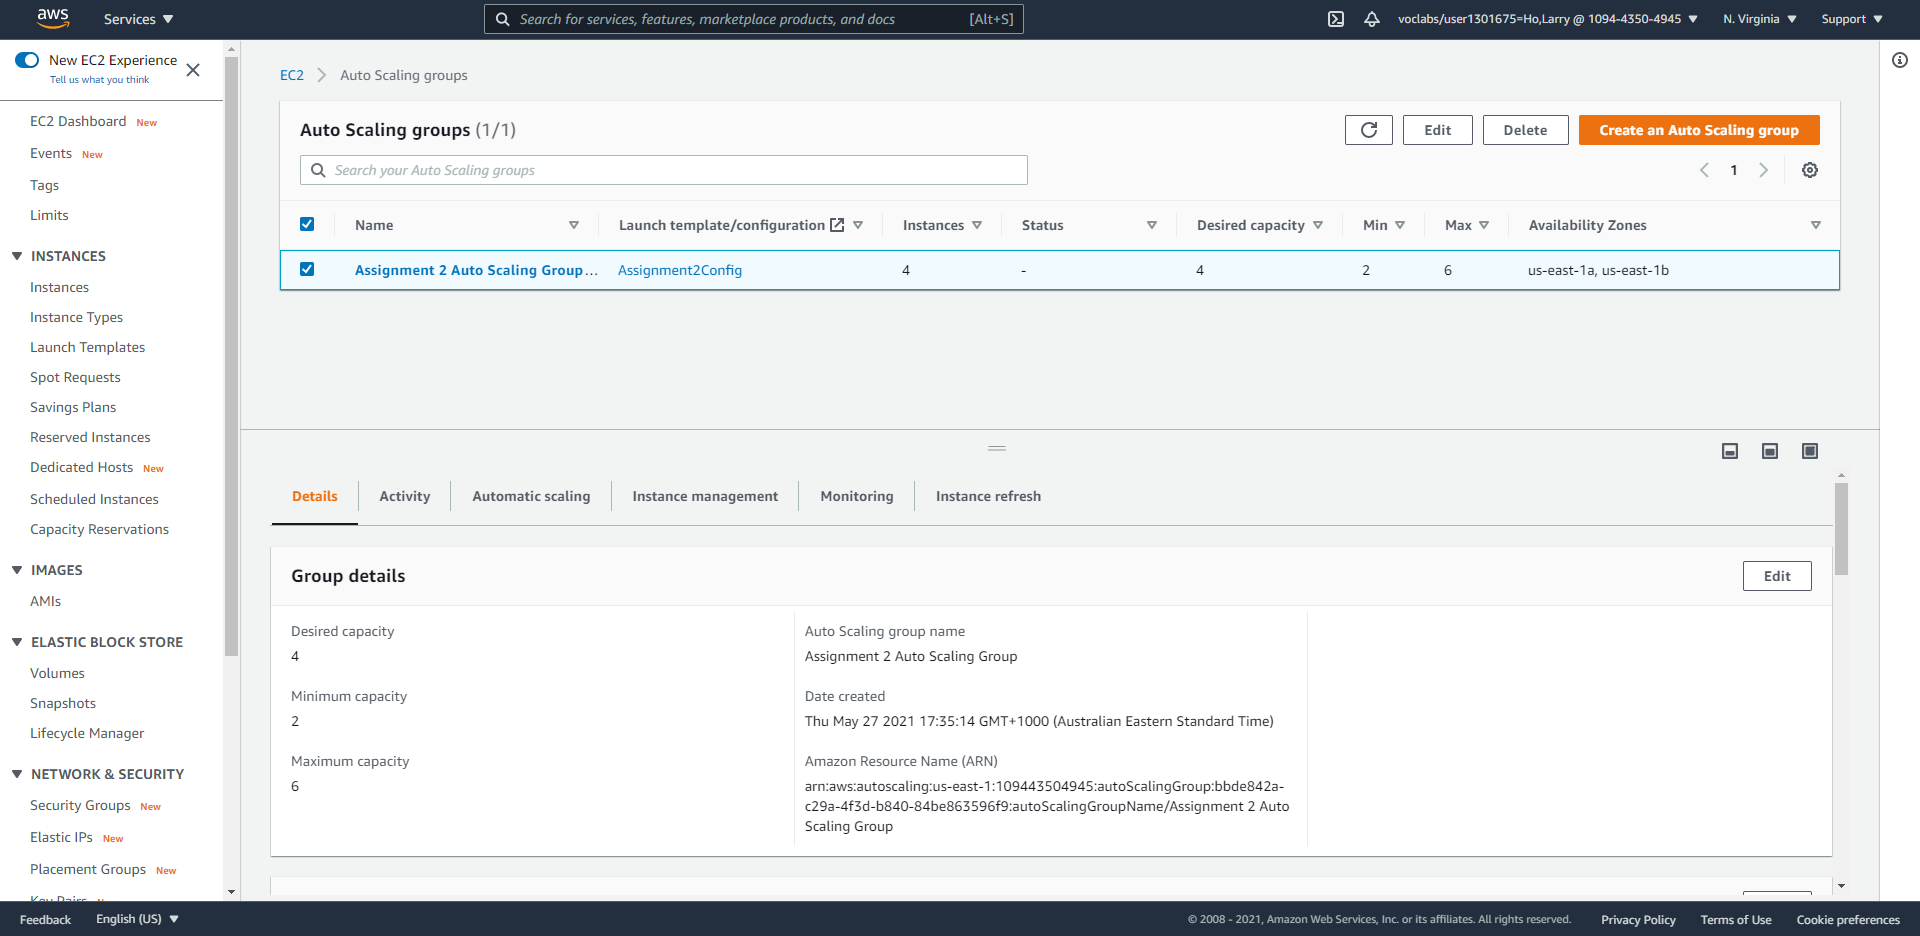 aws
Services
Search for services, features, marketplace products, and docs
[Alt+S]
voclabs/user1301675=Ho,Larry @ 1094-4350-4945
N. Virginia
Support
New EC2 Experience
Tell us what you think
EC2 Dashboard New
Events New
Tags
Limits
INSTANCES
Instances
Instance Types
Launch Templates
Spot Requests
Savings Plans
Reserved Instances
Dedicated Hosts New
Scheduled Instances
Capacity Reservations
IMAGES
AMIs
ELASTIC BLOCK STORE
Volumes
Snapshots
Lifecycle Manager
NETWORK & SECURITY
Security Groups New
Elastic IPs New
Placement Groups New
Key Pairs
EC2
Auto Scaling groups
Auto Scaling groups (1/1)
Edit
Delete
Create an Auto Scaling group
Search your Auto Scaling groups
1
Name
Launch template/configuration
Instances
Status
Desired capacity
Min
Max
Availability Zones
Assignment 2 Auto Scaling Group...
Assignment2Config
4
-
4
2
6
us-east-1a, us-east-1b
Details
Activity
Automatic scaling
Instance management
Monitoring
Instance refresh
Group details
Edit
Desired capacity
4
Minimum capacity
2
Maximum capacity
6
Auto Scaling group name
Assignment 2 Auto Scaling Group
Date created
Thu May 27 2021 17:35:14 GMT+1000 (Australian Eastern Standard Time)
Amazon Resource Name (ARN)
arn:aws:autoscaling:us-east-1:109443504945:autoScalingGroup:bbde842a-
c29a-4f3d-b840-84be863596f9:autoScalingGroupName/Assignment 2 Auto
Scaling Group
Feedback
English (US)
© 2008 - 2021, Amazon Web Services, Inc. or its affiliates. All rights reserved.
Privacy Policy
Terms of Use
Cookie preferences